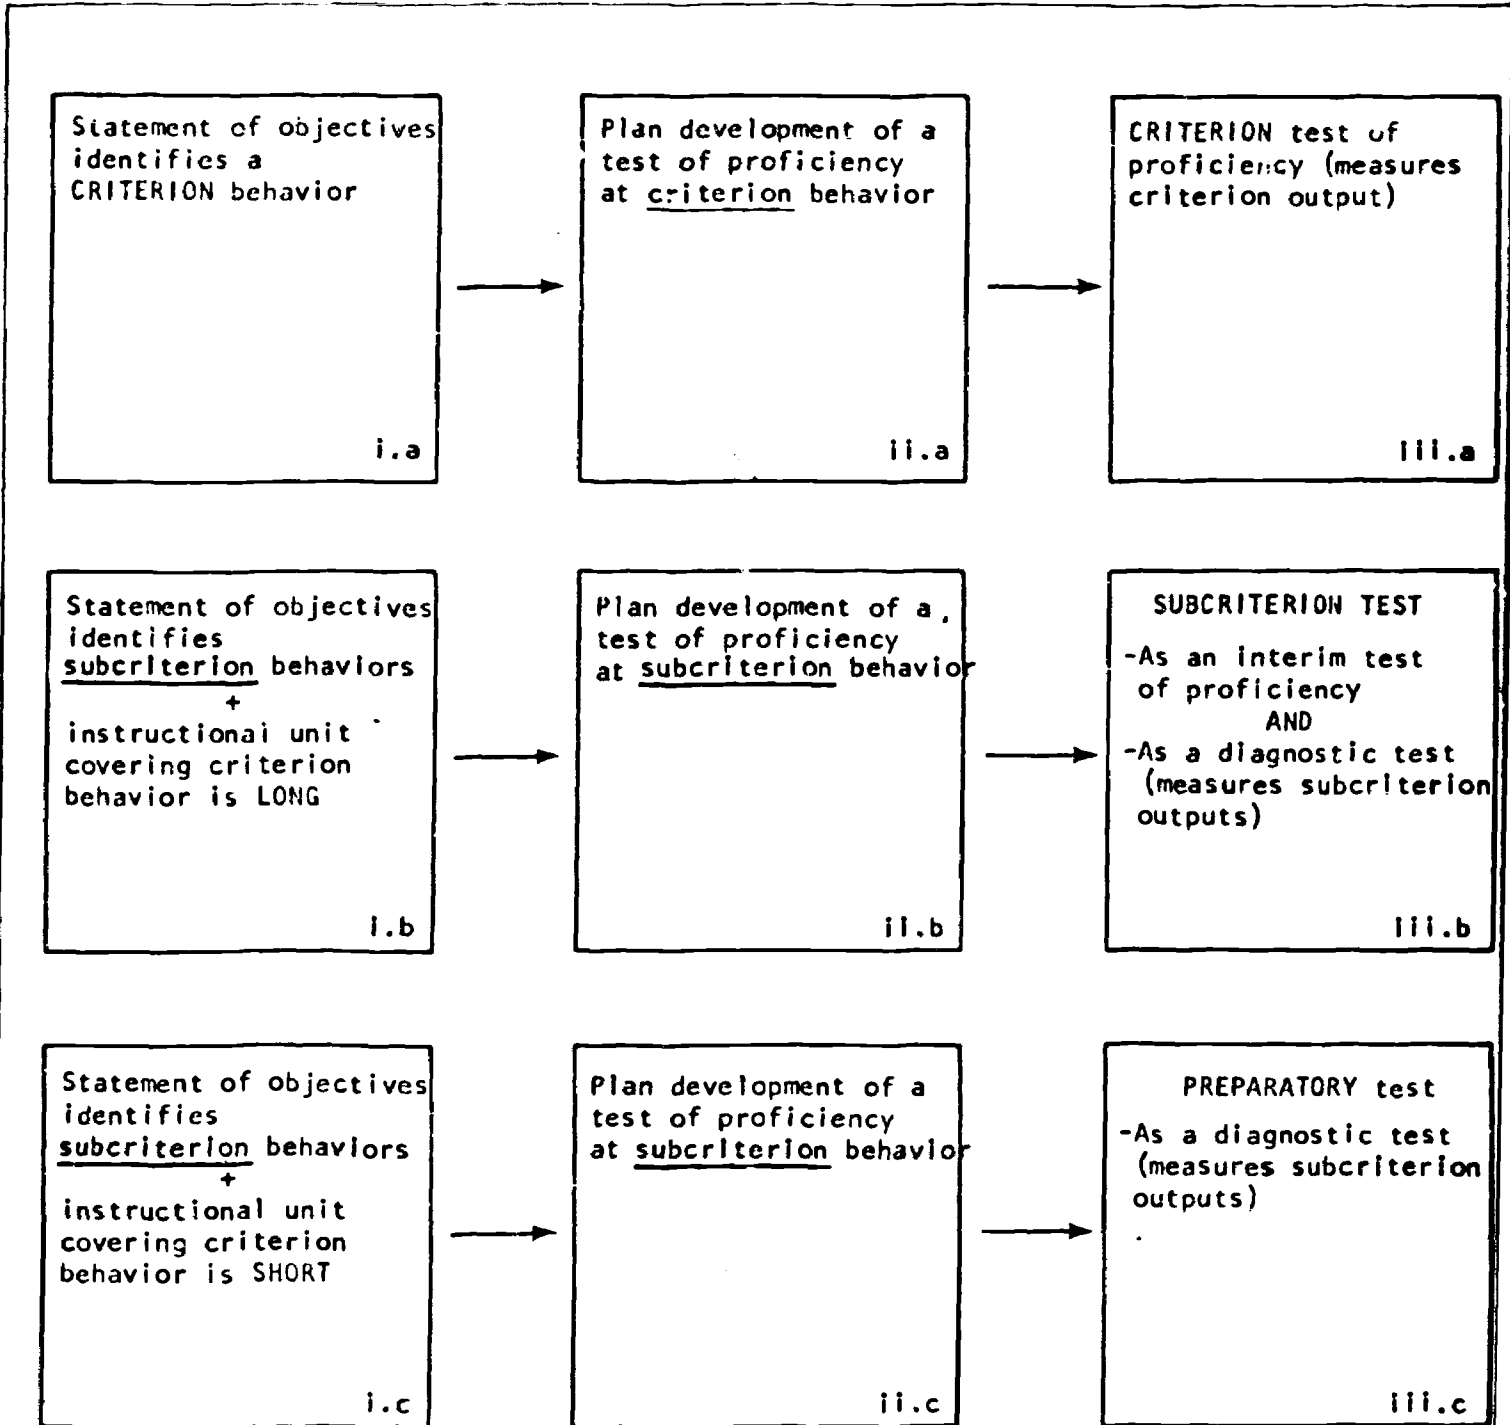 Statement of objectives
identifies a
CRITERION behavior
i.a
Plan development of a
test of proficiency
at criterion behavior
ii.a
CRITERION test of
proficiency (measures
criterion output)
iii.a
Statement of objectives
identifies
subcriterion behaviors
+
instructional unit
covering criterion
behavior is LONG
i.b
Plan development of a
test of proficiency
at subcriterion behavior
ii.b
SUBCRITERION TEST
-As an interim test
of proficiency
AND
-As a diagnostic test
(measures subcriterion
outputs)
iii.b
Statement of objectives
identifies
subcriterion behaviors
+
instructional unit
covering criterion
behavior is SHORT
i.c
Plan development of a
test of proficiency
at subcriterion behavior
ii.c
PREPARATORY test
-As a diagnostic test
(measures subcriterion
outputs)
iii.c